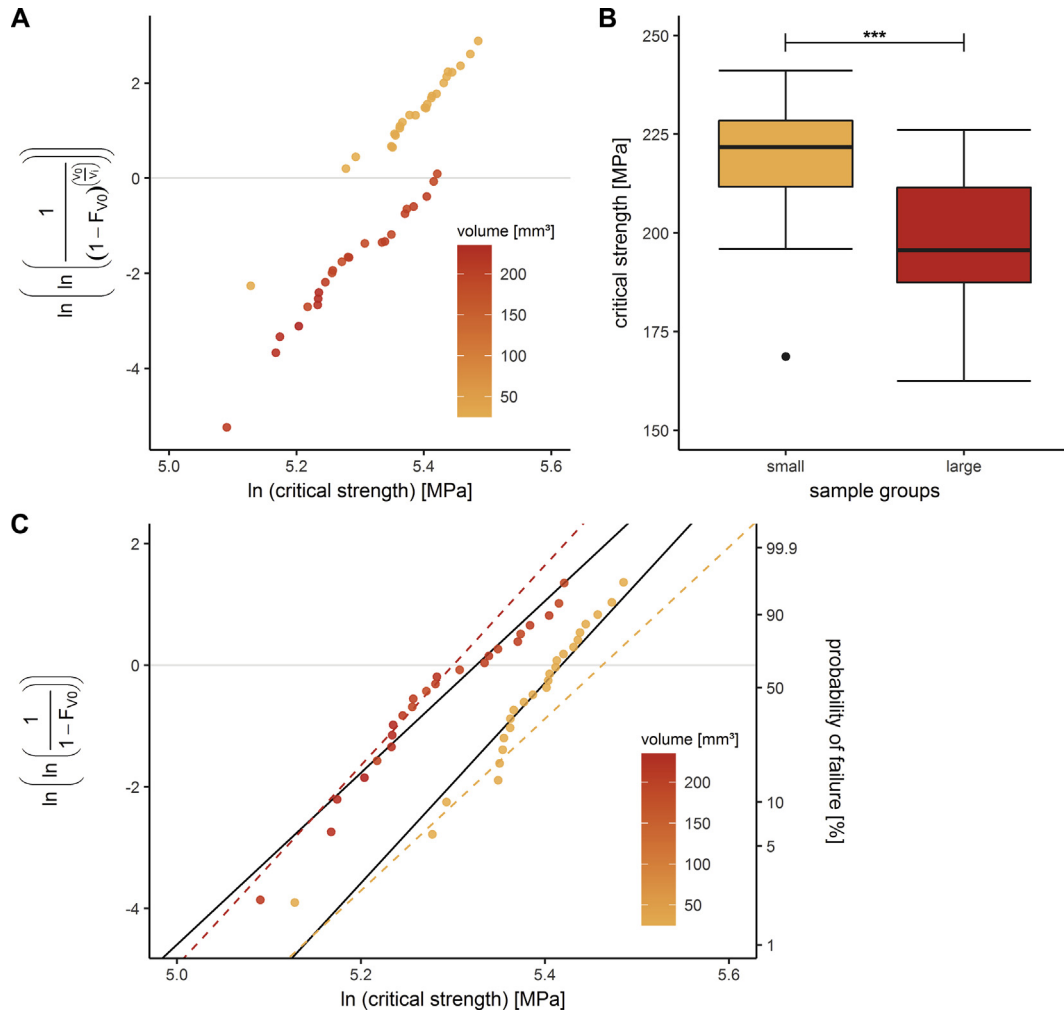 A
ln ( ln ( 1 / (1 − F_V0)^(V0/Vi) ) )
2
0
-2
-4
5.0
5.2
5.4
5.6
ln (critical strength) [MPa]
volume [mm³]
200
150
100
50
B
critical strength [MPa]
250
225
200
175
150
***
small
large
sample groups
C
ln ( ln ( 1 / 1 − F_V0 ) )
2
0
-2
-4
5.0
5.2
5.4
5.6
ln (critical strength) [MPa]
volume [mm³]
200
150
100
50
99.9
90
50
10
5
1
probability of failure [%]